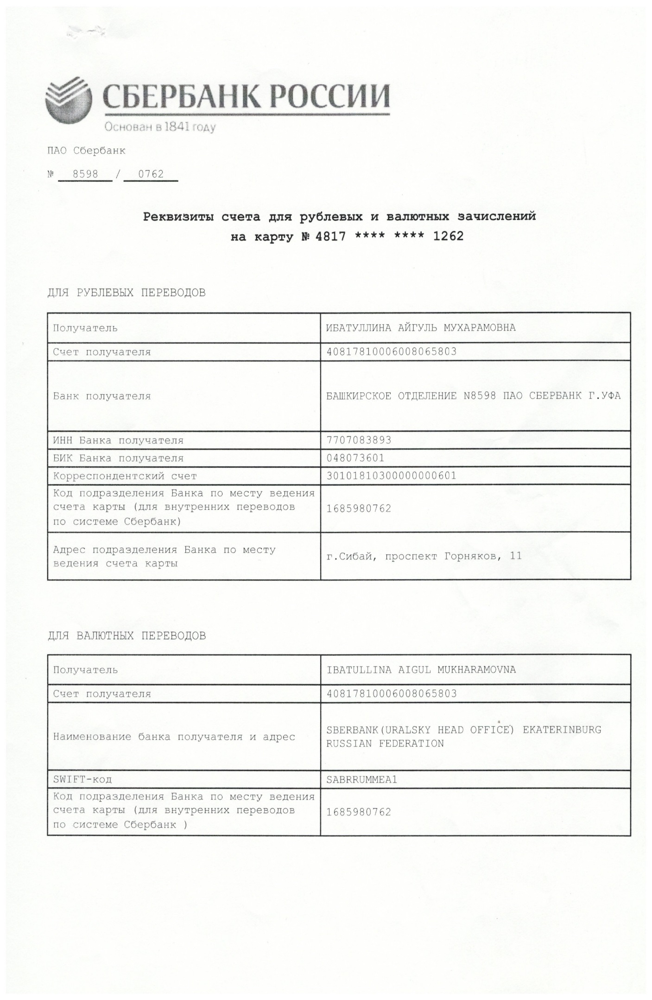 СБЕРБАНК РОССИИ
Основан в 1841 году
ПАО Сбербанк
№ 8598 / 0762
Реквизиты счета для рублевых и валютных зачислений
на карту № 4817 **** **** 1262
ДЛЯ РУБЛЕВЫХ ПЕРЕВОДОВ
Получатель ИБАТУЛЛИНА АЙГУЛЬ МУХАРАМОВНА
Счет получателя 40817810006008065803
Банк получателя БАШКИРСКОЕ ОТДЕЛЕНИЕ N8598 ПАО СБЕРБАНК Г.УФА
ИНН Банка получателя 7707083893
БИК Банка получателя 048073601
Корреспондентский счет 30101810300000000601
Код подразделения Банка по месту ведения
счета карты (для внутренних переводов
по системе Сбербанк)
1685980762
Адрес подразделения Банка по месту
ведения счета карты
г.Сибай, проспект Горняков, 11
ДЛЯ ВАЛЮТНЫХ ПЕРЕВОДОВ
Получатель IBATULLINA AIGUL MUKHARAMOVNA
Счет получателя 40817810006008065803
Наименование банка получателя и адрес
SBERBANK(URALSKY HEAD OFFICE) EKATERINBURG
RUSSIAN FEDERATION
SWIFT-код SABRRUMMEA1
Код подразделения Банка по месту ведения
счета карты (для внутренних переводов
по системе Сбербанк )
1685980762